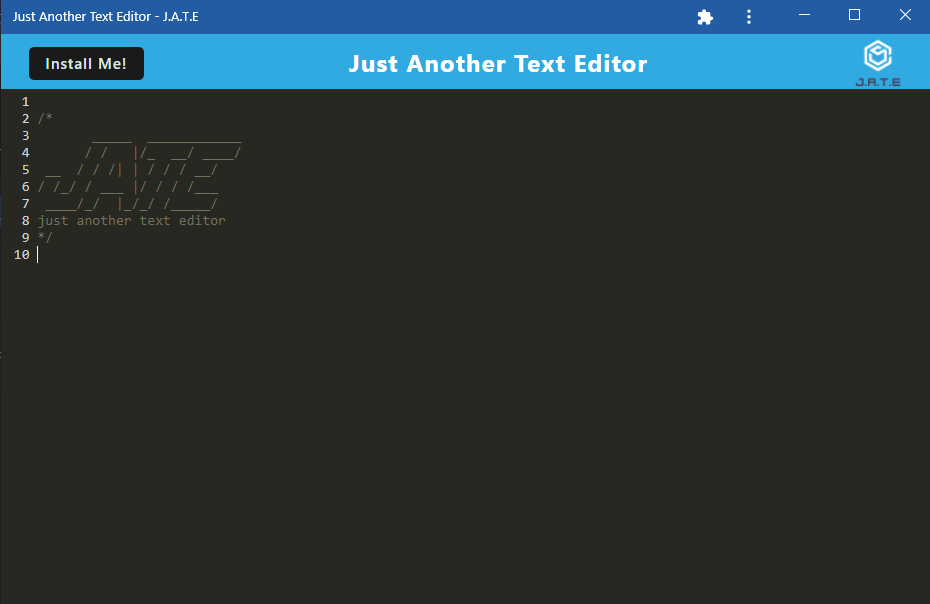 Just Another Text Editor - J.A.T.E
Install Me!
Just Another Text Editor
J.A.T.E
1
2 /*
3        _____  ____________
4       / /   |/_  __/ ____/
5  __  / / /| | / / / __/
6 / /_/ / ___ |/ / / /___
7  ____/_/  |_/_/ /_____/
8 just another text editor
9 */
10